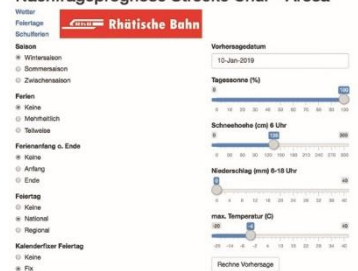 Nachfrageprognose Strecke Chur - Arosa
Wetter
Feiertage
Schulferien
Rhätische Bahn
Saison
Wintersaison
Sommersaison
Zwischensaison
Ferien
Keine
Mehrheitlich
Teilweise
Ferienanfang o. Ende
Keine
Anfang
Ende
Feiertag
Keine
National
Regional
Kalenderfixer Feiertag
Keine
Fix
Vorhersagedatum
10-Jan-2019
Tagessonne (%)
0 100
Schneehoehe (cm) 6 Uhr
0 300
Niederschlag (mm) 6-18 Uhr
0 40
max. Temperatur (C)
-20 40
Rechne Vorhersage